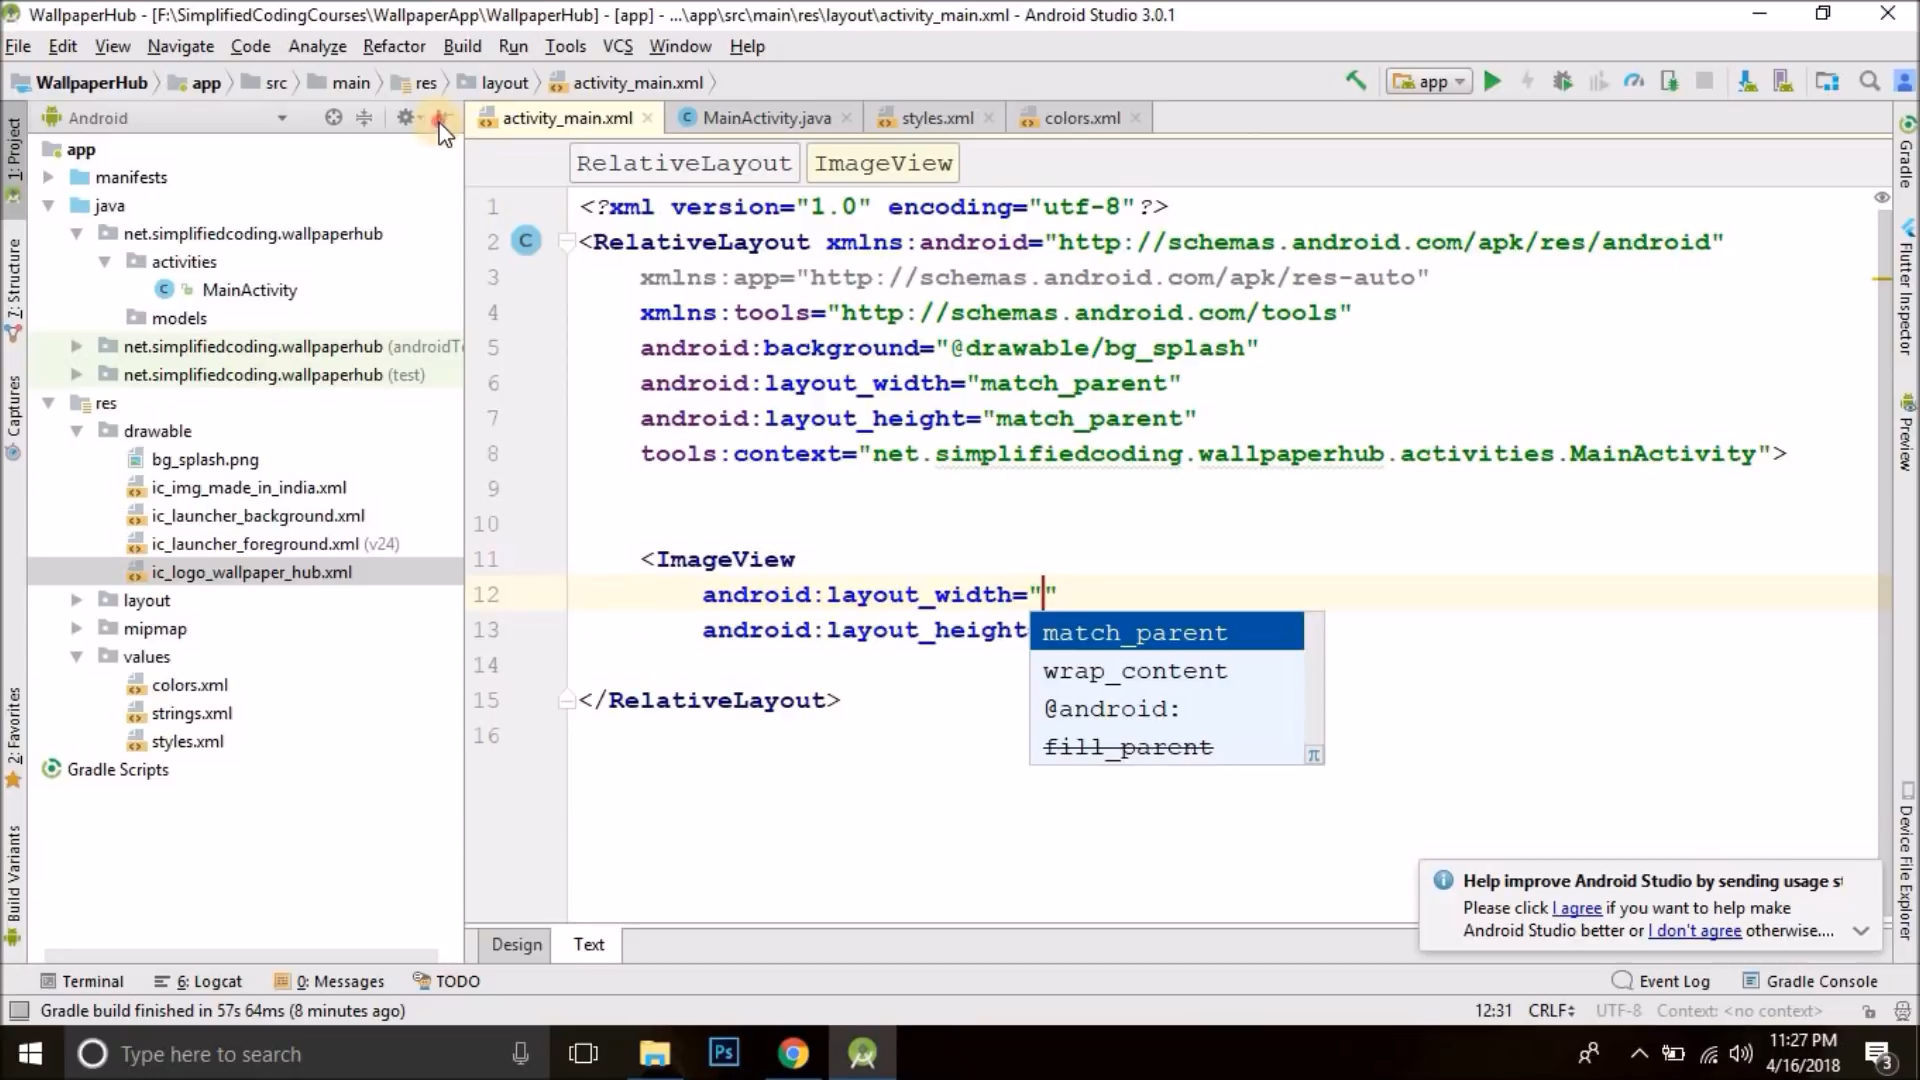 WallpaperHub - [F:\SimplifiedCodingCourses\WallpaperApp\WallpaperHub] - [app] - ...\app\src\main\res\layout\activity_main.xml - Android Studio 3.0.1
File Edit View Navigate Code Analyze Refactor Build Run Tools VCS Window Help
WallpaperHub app src main res layout activity_main.xml app
Android
activity_main.xml MainActivity.java styles.xml colors.xml
1: Project
7: Structure
Captures
2: Favorites
Build Variants
app
manifests
java
net.simplifiedcoding.wallpaperhub
activities
C MainActivity
models
net.simplifiedcoding.wallpaperhub
net.simplifiedcoding.wallpaperhub (test)
res
drawable
bg_splash.png
ic_img_made_in_india.xml
ic_launcher_background.xml
ic_launcher_foreground.xml (v24)
ic_logo_wallpaper_hub.xml
layout
mipmap
values
colors.xml
strings.xml
styles.xml
Gradle Scripts
RelativeLayout ImageView
1 <?xml version="1.0" encoding="utf-8"?>
2 C <RelativeLayout xmlns:android="http://schemas.android.com/apk/res/android"
3 xmlns:app="http://schemas.android.com/apk/res-auto"
4 xmlns:tools="http://schemas.android.com/tools"
5 android:background="@drawable/bg_splash"
6 android:layout_width="match_parent"
7 android:layout_height="match_parent"
8 tools:context="net.simplifiedcoding.wallpaperhub.activities.MainActivity">
9
10
11 <ImageView
12 android:layout_width=""
13 android:layout_height
14
15 </RelativeLayout>
16
match_parent
wrap_content
@android:
fill_parent
π
Gradle
Flutter Inspector
Preview
Device File Explorer
Help improve Android Studio by sending usage
Please click I agree if you want to help make
Android Studio better or I don't agree otherwise....
Design Text
Terminal 6: Logcat 0: Messages TODO Event Log Gradle Console
Gradle build finished in 57s 64ms (8 minutes ago) 12:31 CRLF UTF-8 Context: <no context>
Type here to search Ps 11:27 PM
4/16/2018 3